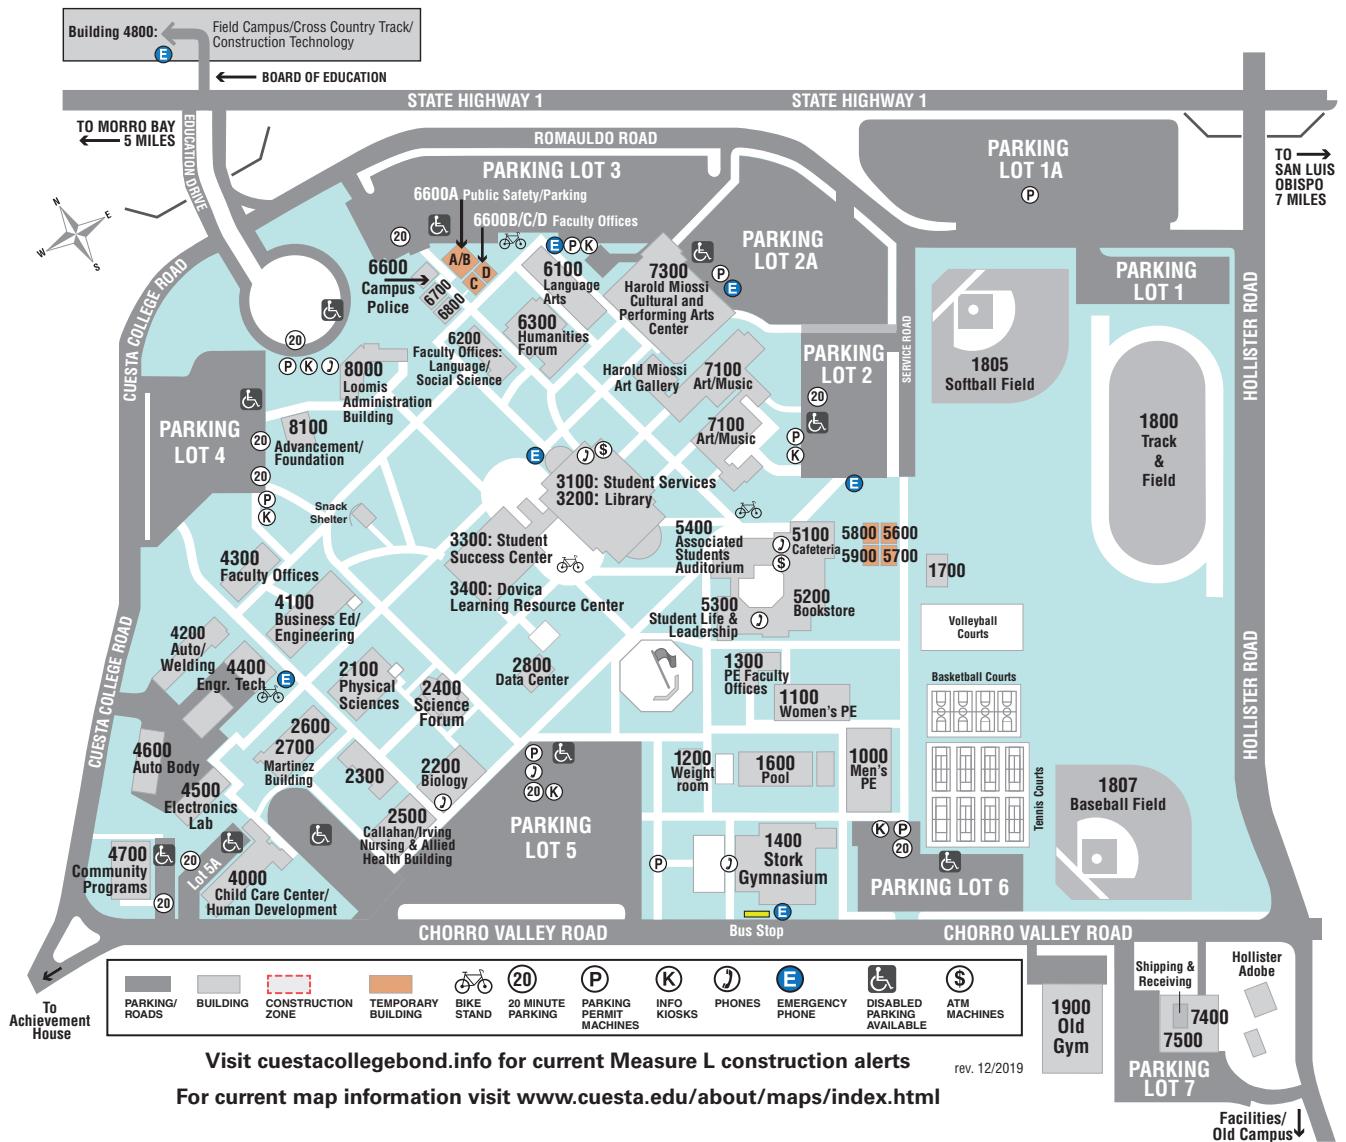 Building 4800:
Field Campus/Cross Country Track/
Construction Technology
E
BOARD OF EDUCATION
STATE HIGHWAY 1
STATE HIGHWAY 1
TO MORRO BAY
5 MILES
EDUCATION DRIVE
ROMAULDO ROAD
PARKING
LOT 1A
P
TO
SAN LUIS
OBISPO
7 MILES
N
E
W
S
PARKING LOT 3
6600A Public Safety/Parking
6600B/C/D Faculty Offices
20
A/B
D
C
E P K
6600
Campus
Police
6700
6800
6100
Language
Arts
7300
Harold Miossi
Cultural and
Performing Arts
Center
P
E
PARKING
LOT 2A
PARKING
LOT 1
CUESTA COLLEGE ROAD
HOLLISTER ROAD
SERVICE ROAD
6300
Humanities
Forum
6200
Faculty Offices:
Language/
Social Science
20
P K
8000
Loomis
Administration
Building
Harold Miossi
Art Gallery
7100
Art/Music
PARKING
LOT 2
20
1805
Softball Field
7100
Art/Music
P
K
1800
Track
&
Field
PARKING
LOT 4
20
20
P
K
8100
Advancement/
Foundation
E
$
3100: Student Services
3200: Library
E
Snack
Shelter
3300: Student
Success Center
3400: Dovica
Learning Resource Center
5400
Associated
Students
Auditorium
5100
Cafeteria
$
5800 5600
5900 5700
1700
5200
Bookstore
5300
Student Life &
Leadership
Volleyball
Courts
4300
Faculty Offices
4100
Business Ed/
Engineering
4200
Auto/
Welding
4400
Engr. Tech
E
2100
Physical
Sciences
2400
Science
Forum
2800
Data Center
1300
PE Faculty
Offices
1100
Women's PE
Basketball Courts
CUESTA COLLEGE ROAD
HOLLISTER ROAD
2600
2700
Martinez
Building
2300
2200
Biology
4600
Auto Body
4500
Electronics
Lab
2500
Callahan/Irving
Nursing & Allied
Health Building
P
20 K
PARKING
LOT 5
1200
Weight
room
1600
Pool
1000
Men's
PE
Tennis Courts
1807
Baseball Field
4700
Community
Programs
20
20
Lot 5A
4000
Child Care Center/
Human Development
P
1400
Stork
Gymnasium
E
Bus Stop
K P
20
PARKING LOT 6
CHORRO VALLEY ROAD
CHORRO VALLEY ROAD
To
Achievement
House
PARKING/
ROADS
BUILDING
CONSTRUCTION
ZONE
TEMPORARY
BUILDING
BIKE
STAND
20
20 MINUTE
PARKING
P
PARKING
PERMIT
MACHINES
K
INFO
KIOSKS
PHONES
E
EMERGENCY
PHONE
DISABLED
PARKING
AVAILABLE
$
ATM
MACHINES
1900
Old
Gym
Shipping &
Receiving
7400
7500
Hollister
Adobe
PARKING
LOT 7
Facilities/
Old Campus
Visit cuestacollegebond.info for current Measure L construction alerts
rev. 12/2019
For current map information visit www.cuesta.edu/about/maps/index.html